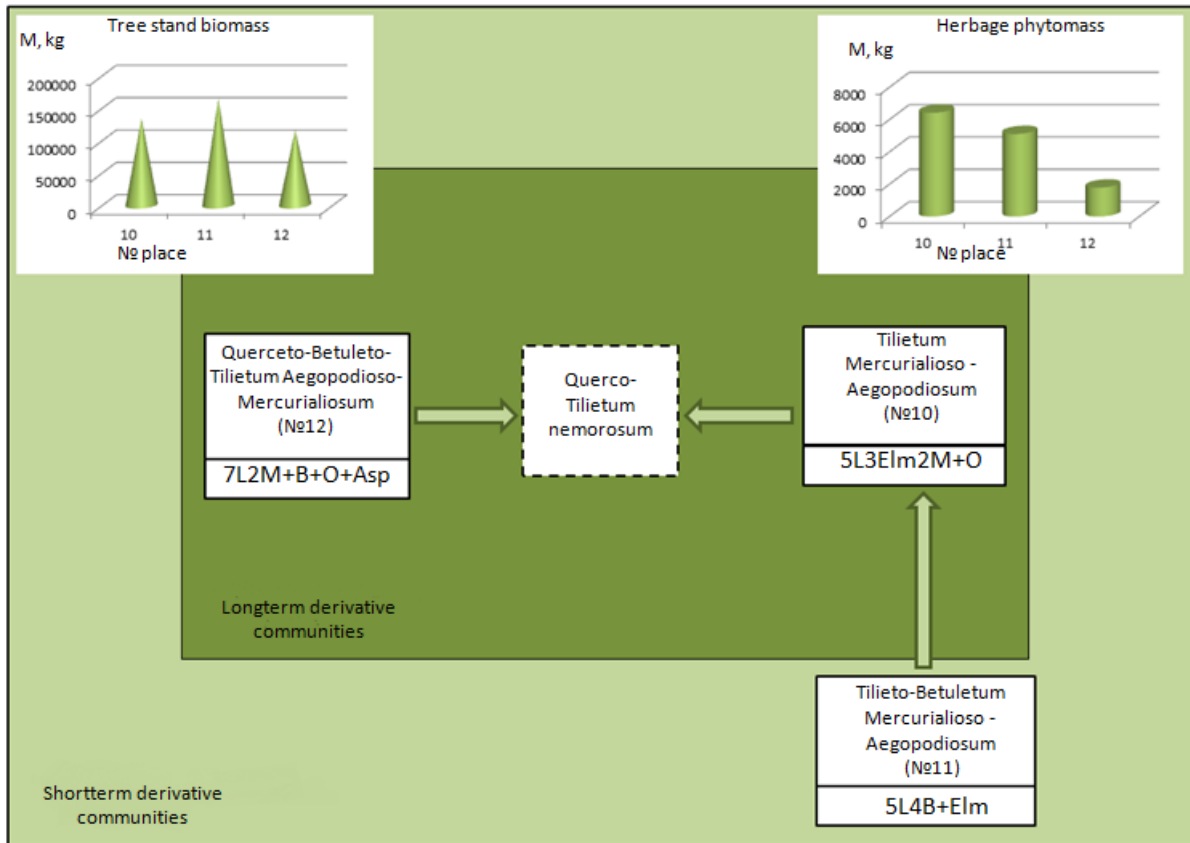 Tree stand biomass
M, kg
200000
150000
100000
50000
0
10 11 12
№ place
Herbage phytomass
M, kg
8000
6000
4000
2000
0
10 11 12
№ place
Querceto-Betuleto-
Tilietum Aegopodioso-
Mercurialiosum
(№12)
7L2M+B+O+Asp
Querco-
Tilietum
nemorosum
Tilietum
Mercurialioso -
Aegopodiosum
(№10)
5L3Elm2M+O
Longterm derivative
communities
Tilieto-Betuletum
Mercurialioso -
Aegopodiosum
(№11)
5L4B+Elm
Shortterm derivative
communities